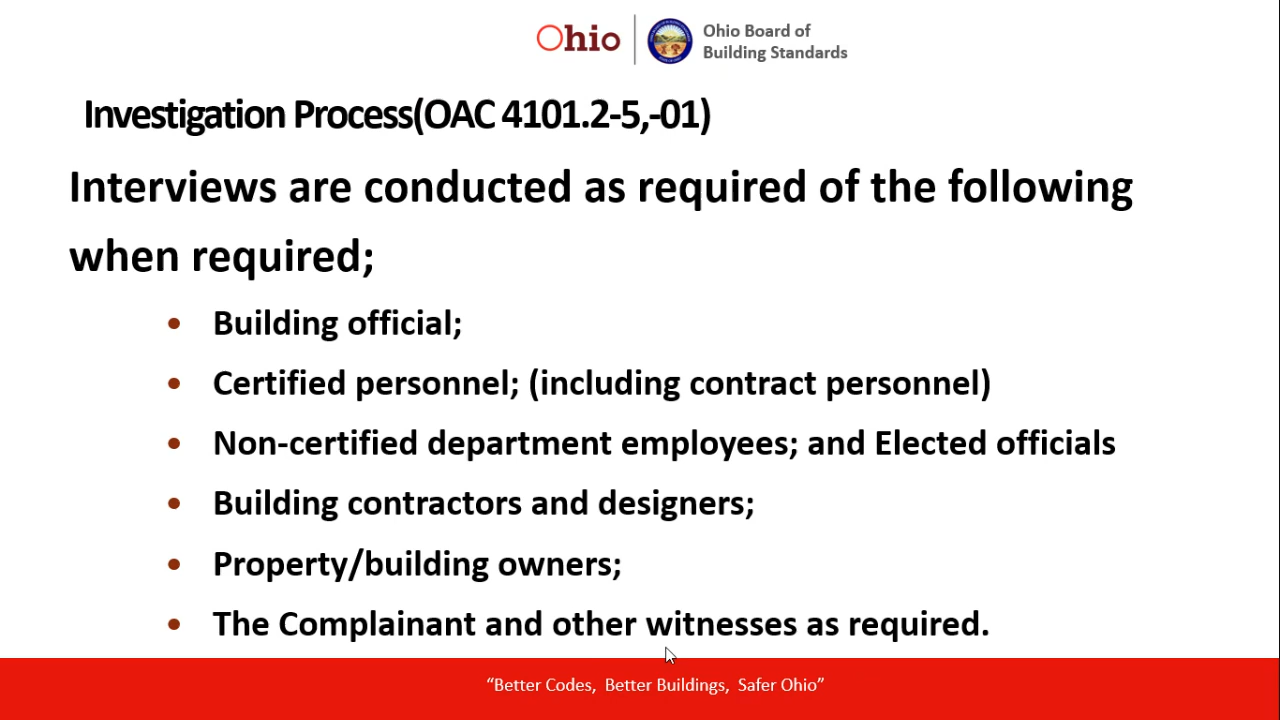 Ohio
Ohio Board of
Building Standards
Investigation Process(OAC 4101.2-5,-01)
Interviews are conducted as required of the following
when required;
• Building official;
• Certified personnel; (including contract personnel)
• Non-certified department employees; and Elected officials
• Building contractors and designers;
• Property/building owners;
• The Complainant and other witnesses as required.
“Better Codes, Better Buildings, Safer Ohio”